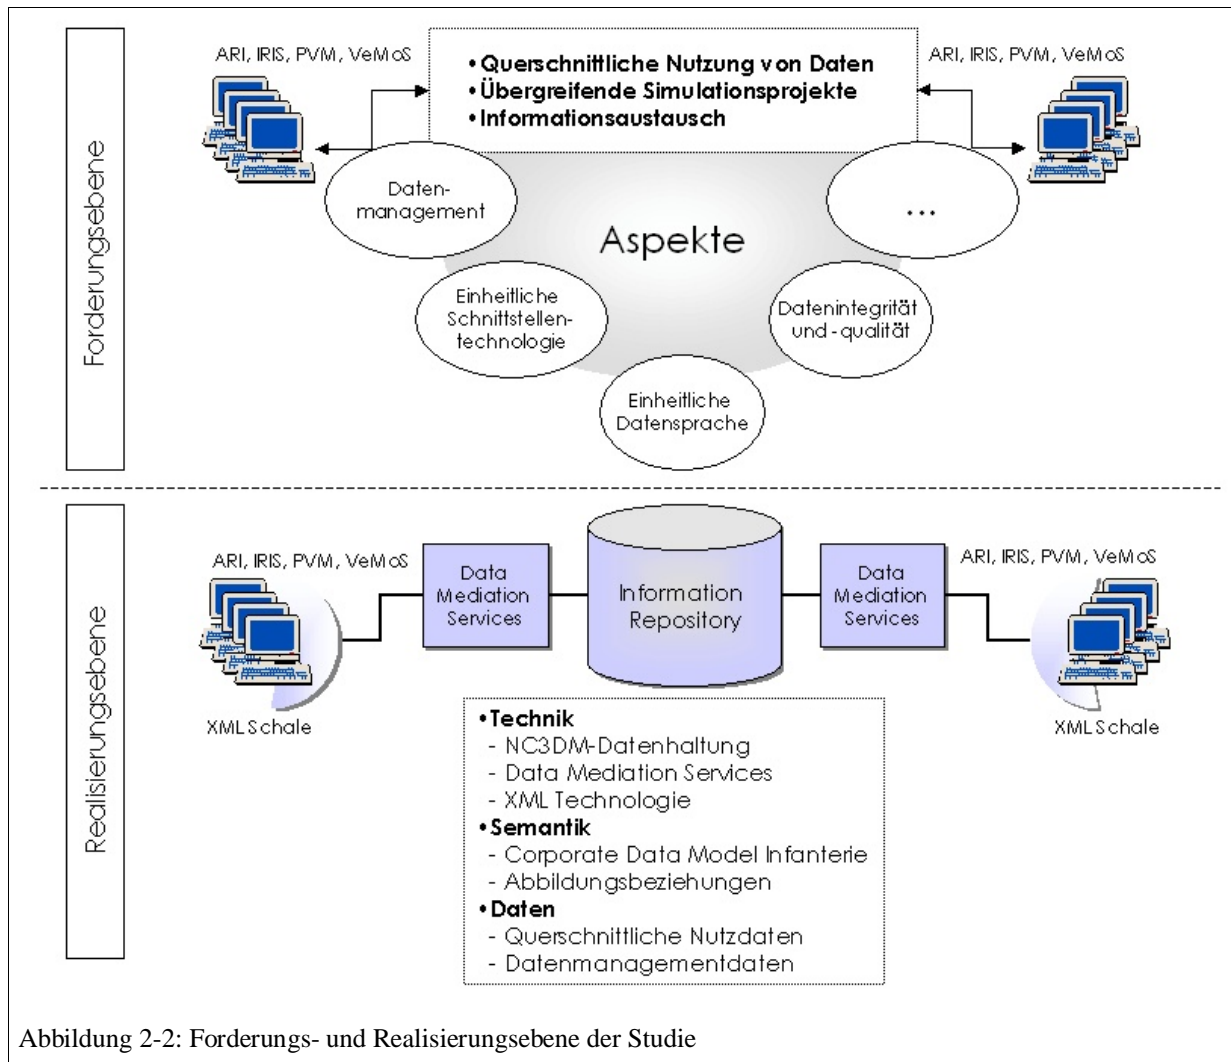 Forderungsebene
ARI, IRIS, PVM, VeMoS
•Querschnittliche Nutzung von Daten
•Übergreifende Simulationsprojekte
•Informationsaustausch
ARI, IRIS, PVM, VeMoS
Daten-
management
...
Aspekte
Einheitliche
Schnittstellen-
technologie
Datenintegrität
und -qualität
Einheitliche
Datensprache
Realisierungsebene
ARI, IRIS, PVM, VeMoS
Data
Mediation
Services
Information
Repository
Data
Mediation
Services
ARI, IRIS, PVM, VeMoS
XML Schale
XML Schale
•Technik
- NC3DM-Datenhaltung
- Data Mediation Services
- XML Technologie
•Semantik
- Corporate Data Model Infanterie
- Abbildungsbeziehungen
•Daten
- Querschnittliche Nutzdaten
- Datenmanagementdaten
Abbildung 2-2: Forderungs- und Realisierungsebene der Studie